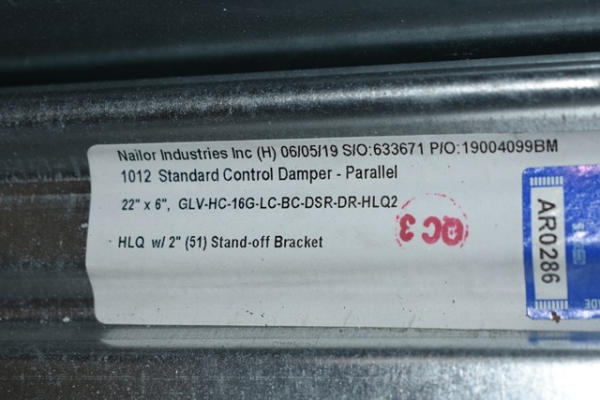 Nailor Industries Inc (H) 06/05/19 S/O:633671 P/O:19004099BM
1012 Standard Control Damper - Parallel
22" x 6", GLV-HC-16G-LC-BC-DSR-DR-HLQ2
QC 3
HLQ w/ 2" (51) Stand-off Bracket
AR0286